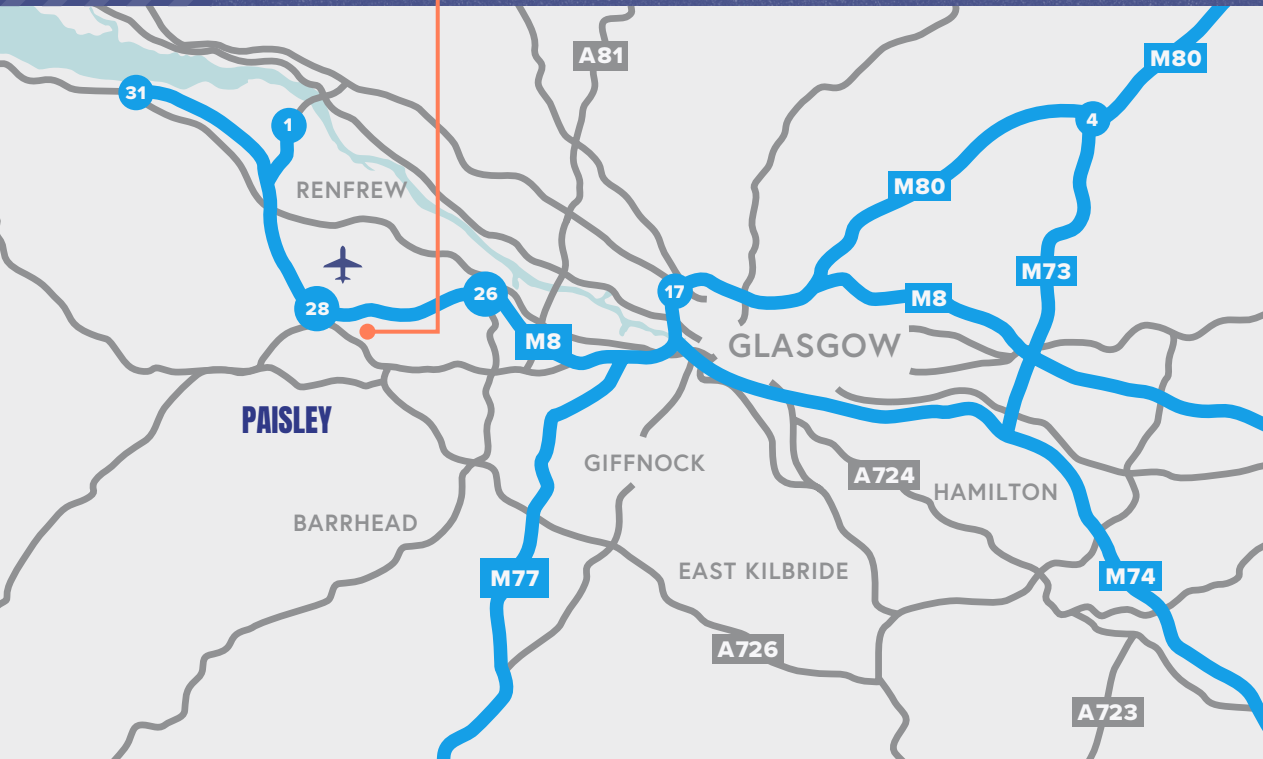 A81
M80
31
4
1
M80
RENFREW
M73
26
17
M8
28
M8
GLASGOW
PAISLEY
GIFFNOCK
A724
HAMILTON
BARRHEAD
EAST KILBRIDE
M77
M74
A726
A723